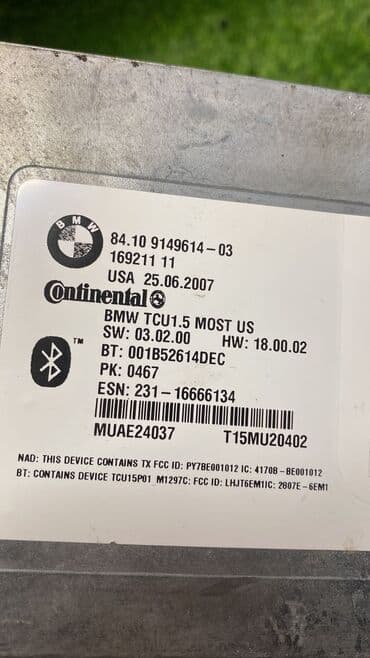 BMW
84.10 9149614-03
169211 11
USA 25.06.2007
Continental
BMW TCU1.5 MOST US
SW: 03.02.00 HW: 18.00.02
TM BT: 001B52614DEC
PK: 0467
ESN: 231-16666134
MUAE24037 T15MU20402
NAD: THIS DEVICE CONTAINS TX FCC ID: PY7BE001012 IC: 4170B-BE001012
BT: CONTAINS DEVICE TCU15P01 M1297C: FCC ID: LHJT6EM1IC: 2807E-6EM1